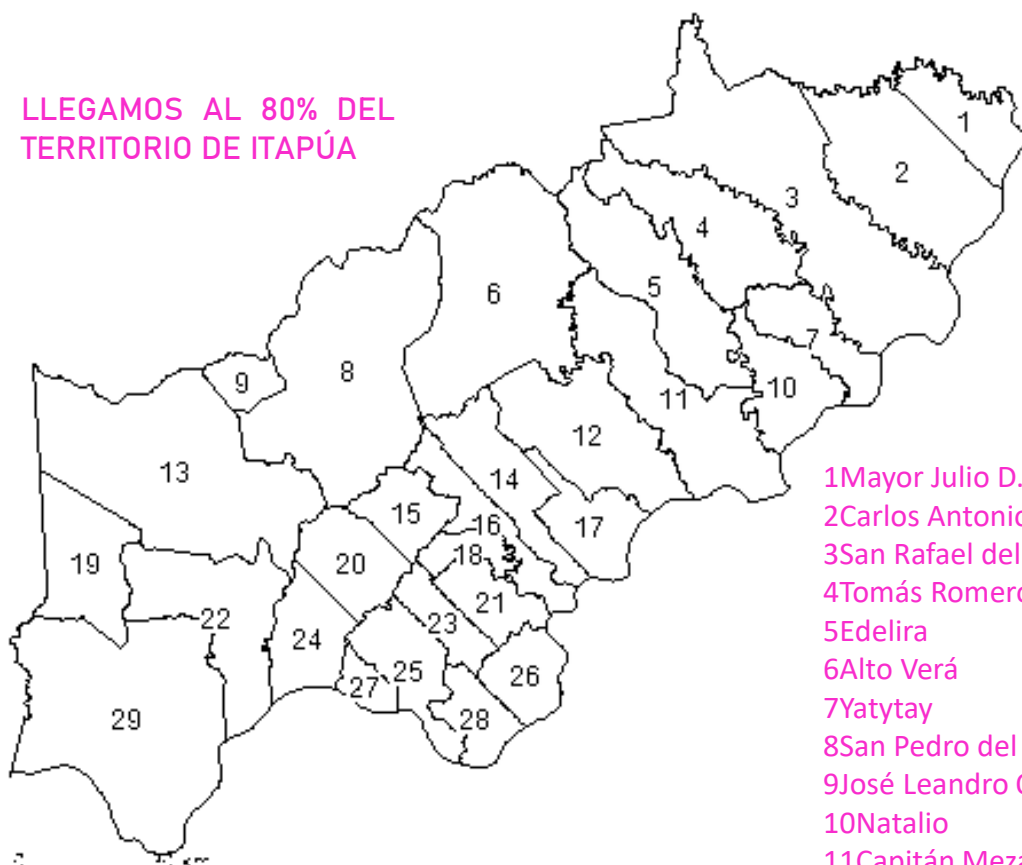 LLEGAMOS AL 80% DEL
TERRITORIO DE ITAPÚA
1
2
3
4
5
6
7
8
9
10
11
12
13
14
15
16
17
18
19
20
21
22
23
24
25
26
27
28
29
1Mayor Julio D.
2Carlos Antonio
3San Rafael del
4Tomás Romero
5Edelira
6Alto Verá
7Yatytay
8San Pedro del
9José Leandro
10Natalio
11Capitán Meza